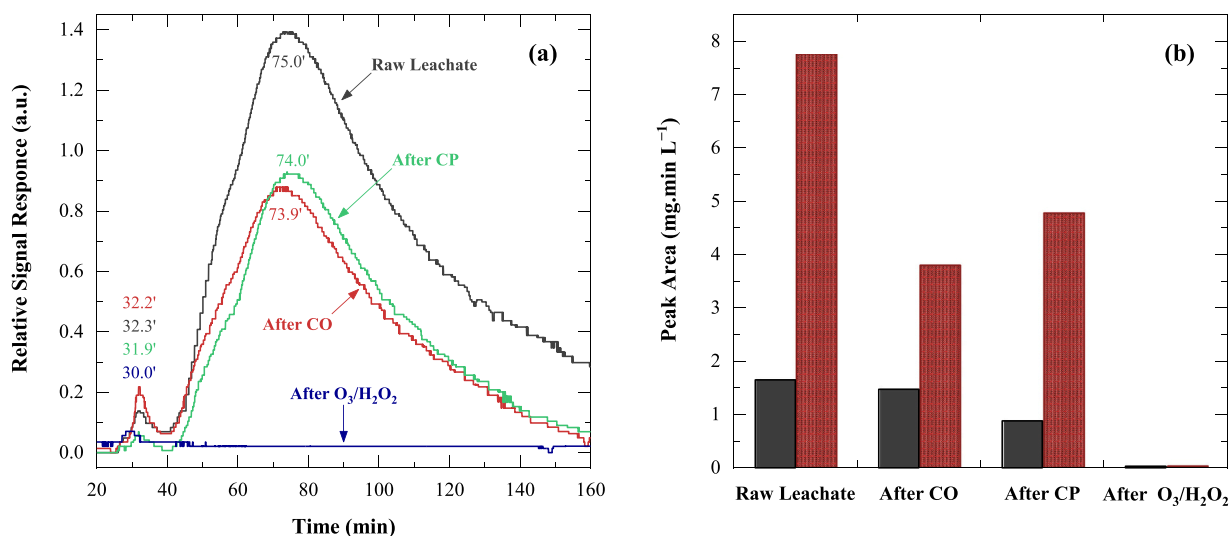 (a)
Relative Signal Responce (a.u.)
1.4
1.2
1.0
0.8
0.6
0.4
0.2
0.0
75.0'
Raw Leachate
74.0'
After CP
73.9'
After CO
32.2'
32.3'
31.9'
30.0'
After O₃/H₂O₂
20 40 60 80 100 120 140 160
Time (min)
(b)
Peak Area (mg.min L⁻¹)
8
7
6
5
4
3
2
1
0
Raw Leachate After CO After CP After O₃/H₂O₂